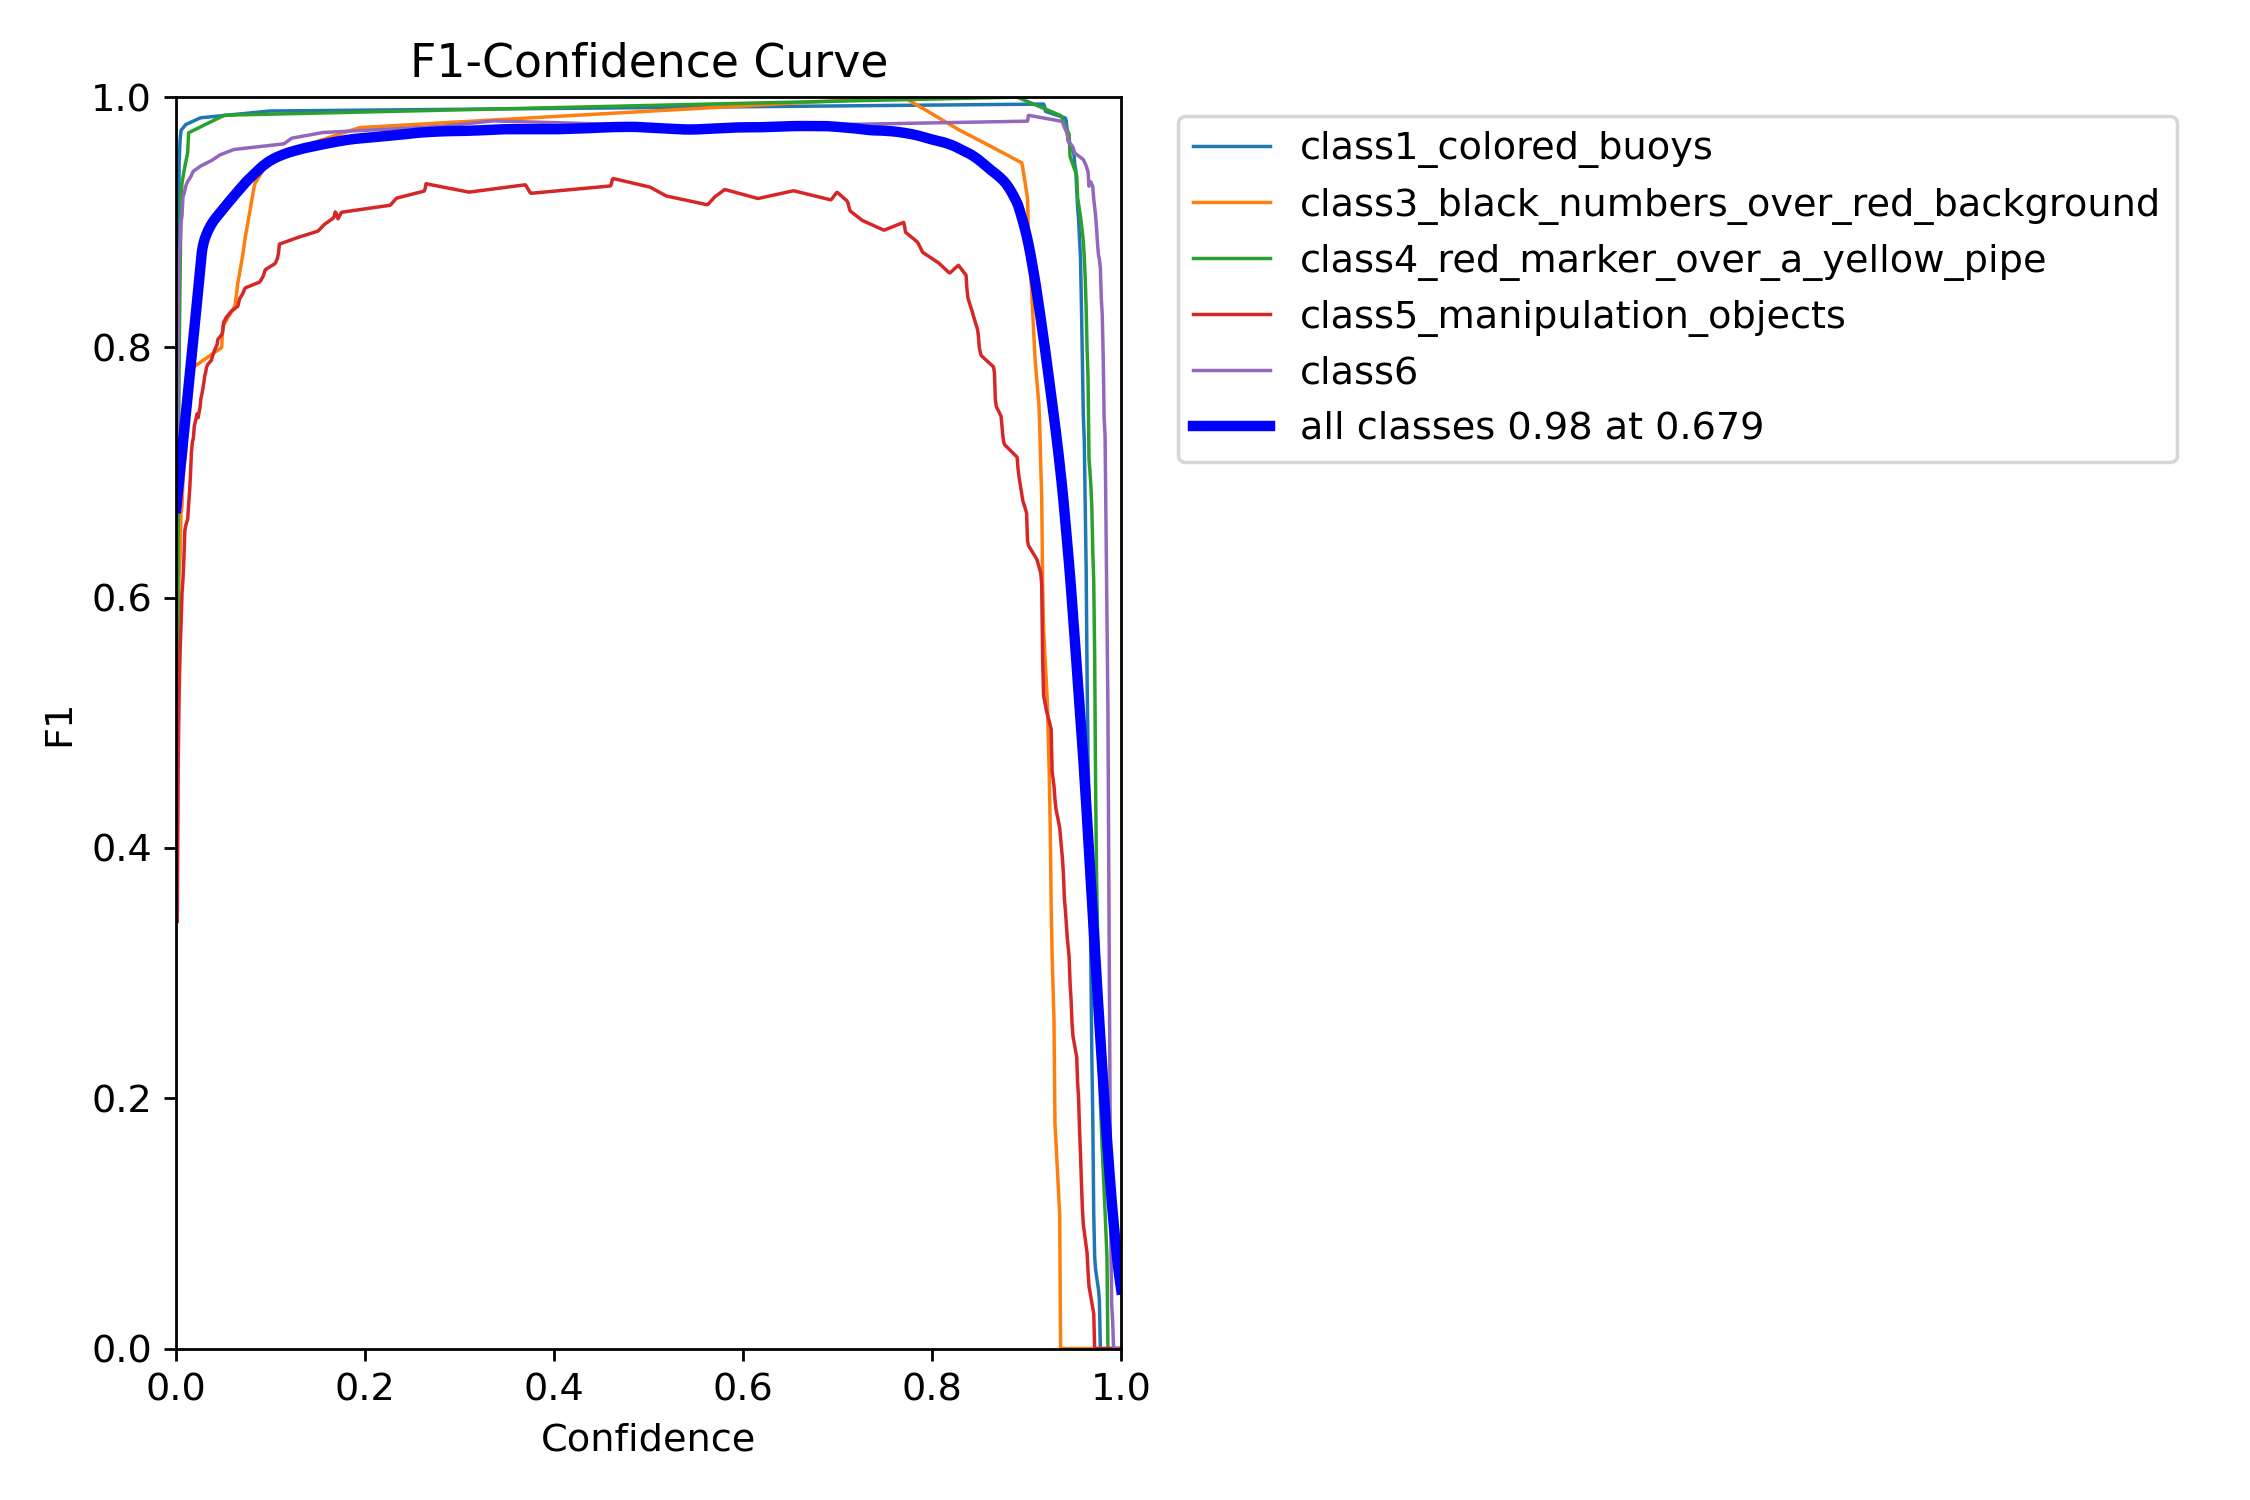 F1-Confidence Curve
1.0
0.8
0.6
0.4
0.2
0.0
F1
0.0 0.2 0.4 0.6 0.8 1.0
Confidence
class1_colored_buoys
class3_black_numbers_over_red_background
class4_red_marker_over_a_yellow_pipe
class5_manipulation_objects
class6
all classes 0.98 at 0.679